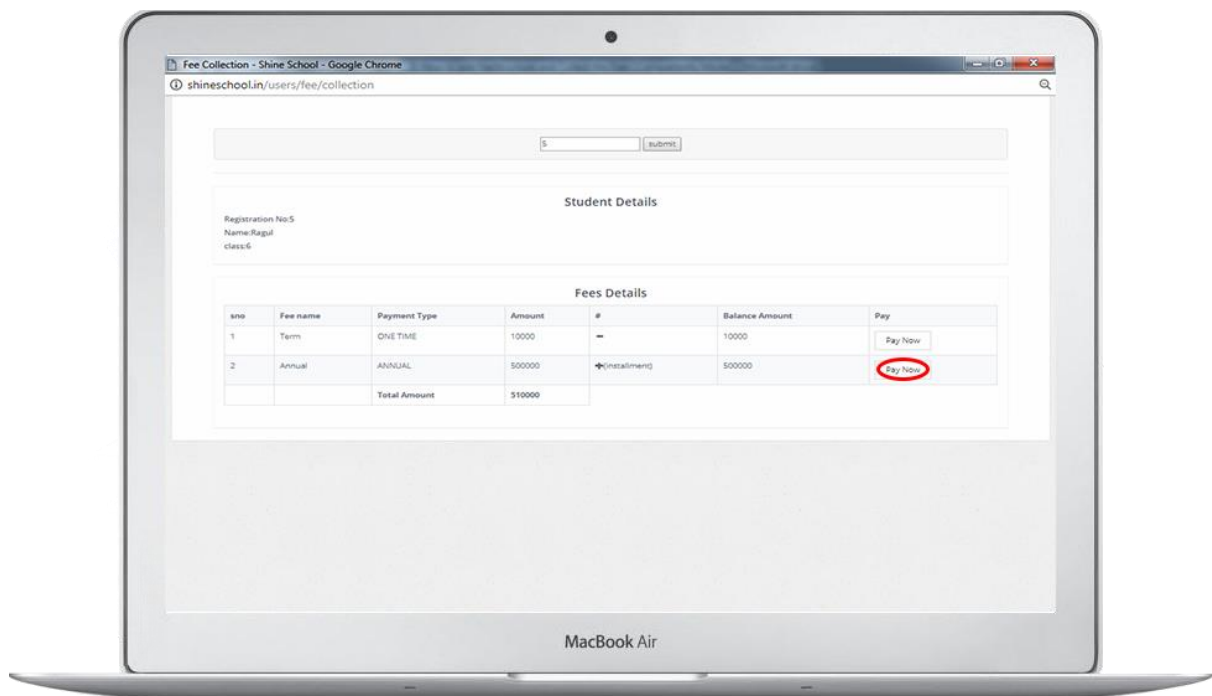 Fee Collection - Shine School - Google Chrome
shineschool.in/users/fee/collection
5 submit
Student Details
Registration No:5
Name:Ragul
class:6
Fees Details
sno Fee name Payment Type Amount # Balance Amount Pay
1 Term ONE TIME 10000 - 10000 Pay Now
2 Annual ANNUAL 500000 +(installment) 500000 Pay Now
Total Amount 510000
MacBook Air